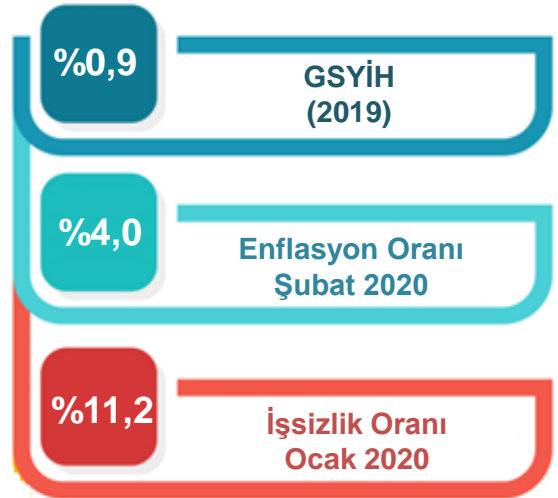 %0,9
GSYİH
(2019)
%4,0
Enflasyon Oranı
Şubat 2020
%11,2
İşsizlik Oranı
Ocak 2020